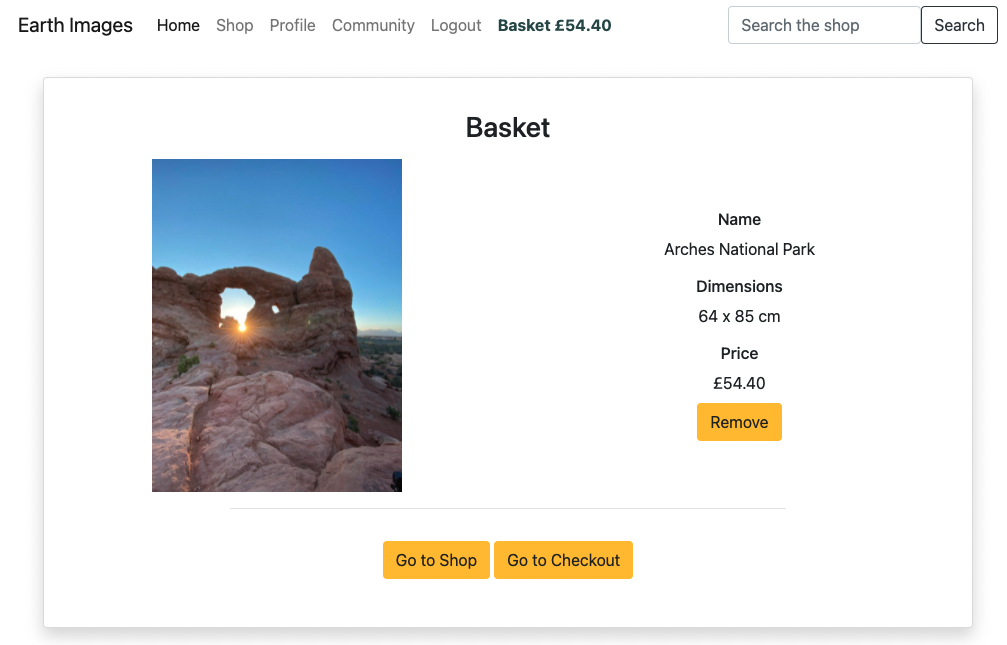 Earth Images Home Shop Profile Community Logout Basket £54.40 Search the shop Search
Basket
Name
Arches National Park
Dimensions
64 x 85 cm
Price
£54.40
Remove
Go to Shop Go to Checkout